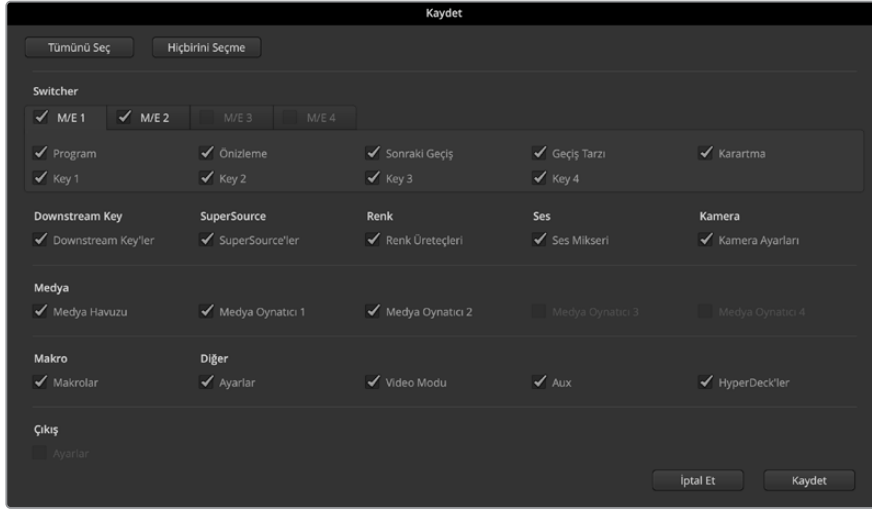 Kaydet
Tümünü Seç Hiçbirini Seçme
Switcher
M/E 1 M/E 2 M/E 3 M/E 4
Program Önizleme Sonraki Geçiş Geçiş Tarzı Karartma
Key 1 Key 2 Key 3 Key 4
Downstream Key SuperSource Renk Ses Kamera
Downstream Key'ler SuperSource'ler Renk Üreteçleri Ses Mikseri Kamera Ayarları
Medya
Medya Havuzu Medya Oynatıcı 1 Medya Oynatıcı 2 Medya Oynatıcı 3 Medya Oynatıcı 4
Makro Diğer
Makrolar Ayarlar Video Modu Aux HyperDeck'ler
Çıkış
Ayarlar
İptal Et Kaydet